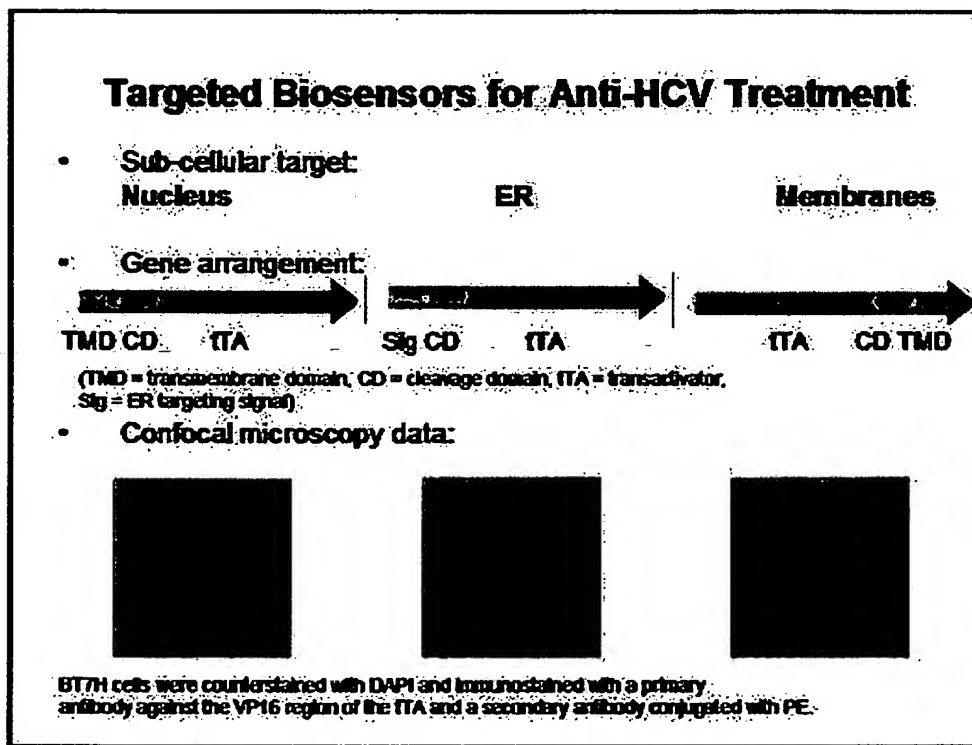 Targeted Biosensors for Anti-HCV Treatment
• Sub-cellular target:
Nucleus ER Membranes
• Gene arrangement:
TMD CD tTA Sig CD tTA tTA CD TMD
(TMD = transmembrane domain, CD = cleavage domain, tTA = transactivator,
Sig = ER targeting signal)
• Confocal microscopy data:
BT7H cells were counterstained with DAPI and immunostained with a primary
antibody against the VP16 region of the tTA and a secondary antibody conjugated with PE.